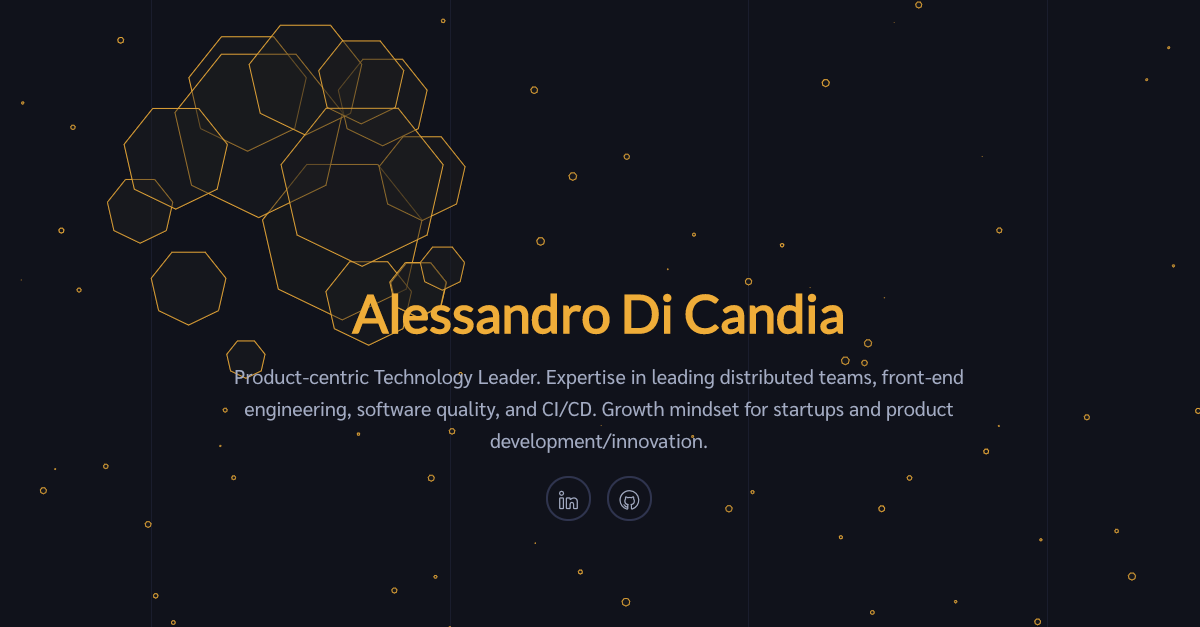 Alessandro Di Candia
Product-centric Technology Leader. Expertise in leading distributed teams, front-end
engineering, software quality, and CI/CD. Growth mindset for startups and product
development/innovation.